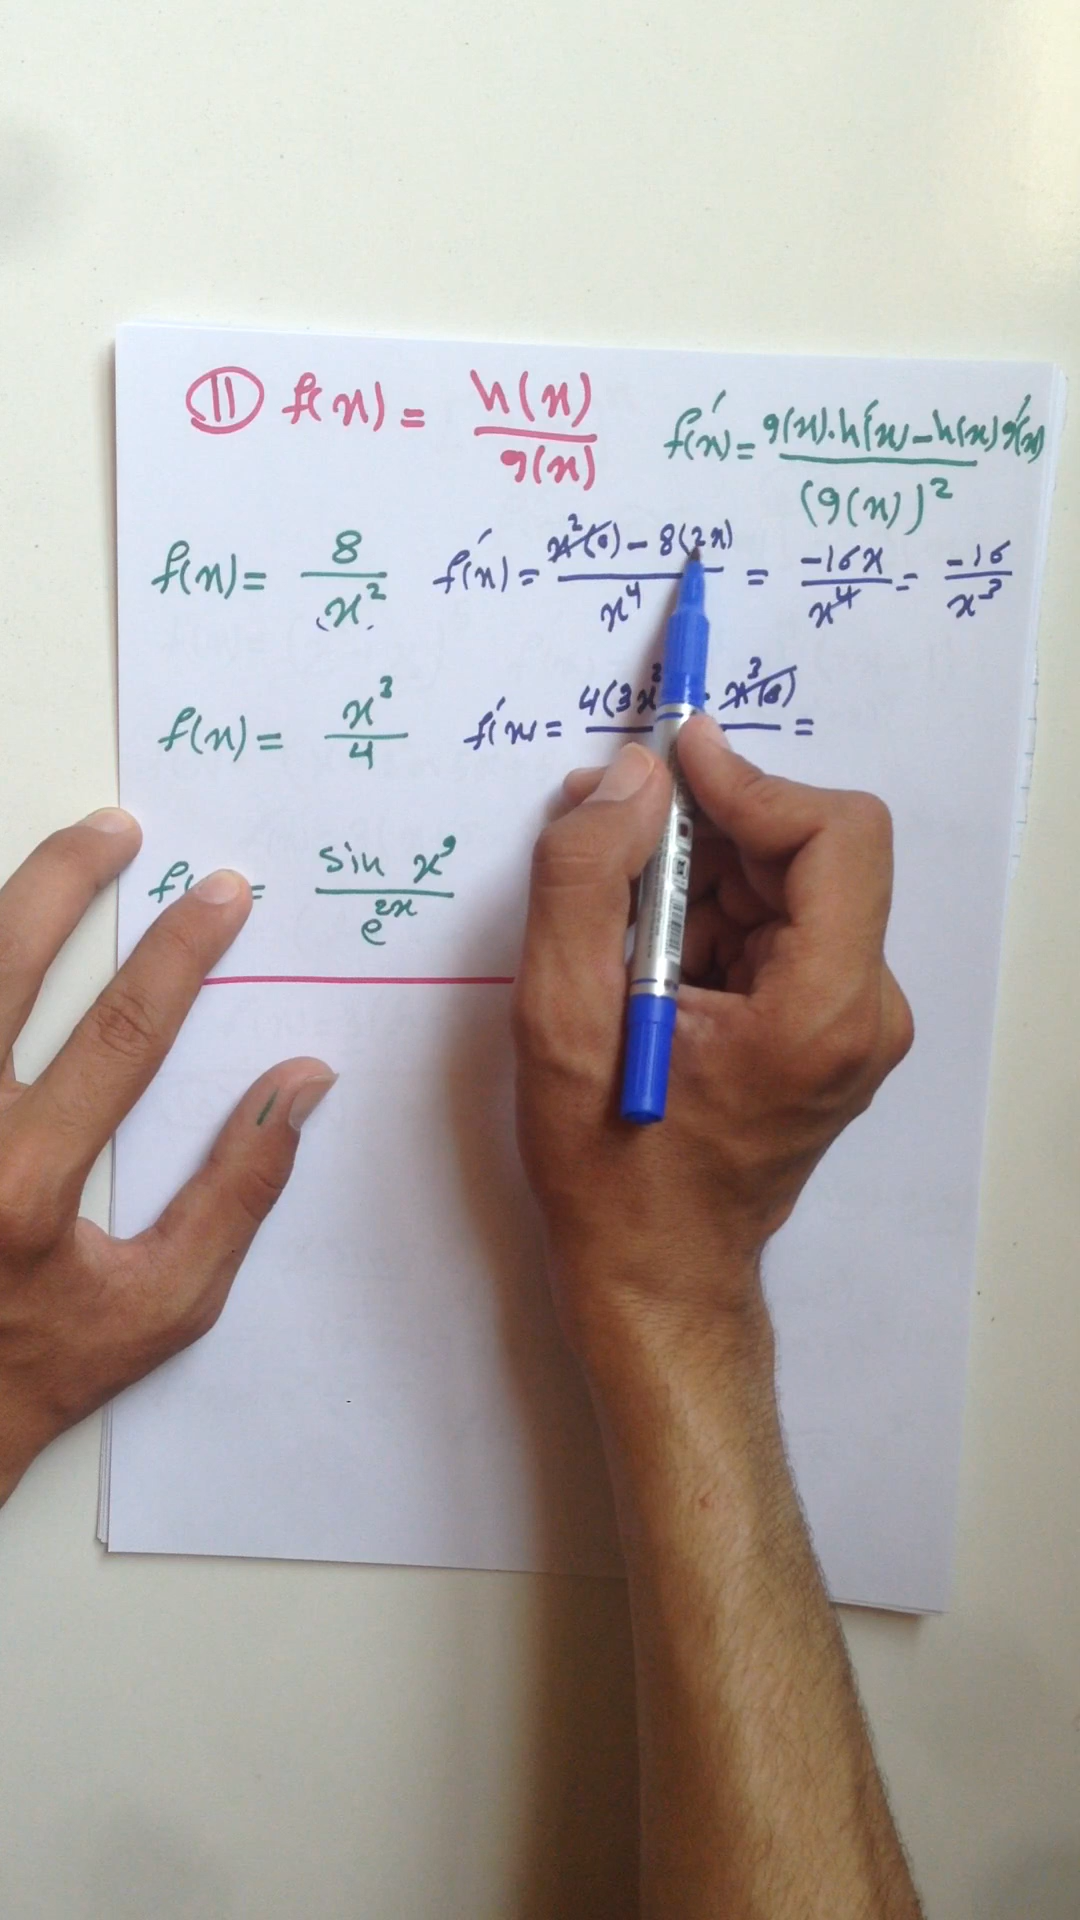 ⑪ f(x) = h(x)/g(x) f'(x) = g(x).h'(x) - h(x)g'(x)/(g(x))²
f(x) = 8/x² f'(x) = x²(0) - 8(2x)/x⁴ = -16x/x⁴ = -16/x³
f(x) = x³/4 f'(x) = 4(3x² x³(0) =
f = sin x⁹/e²ˣ